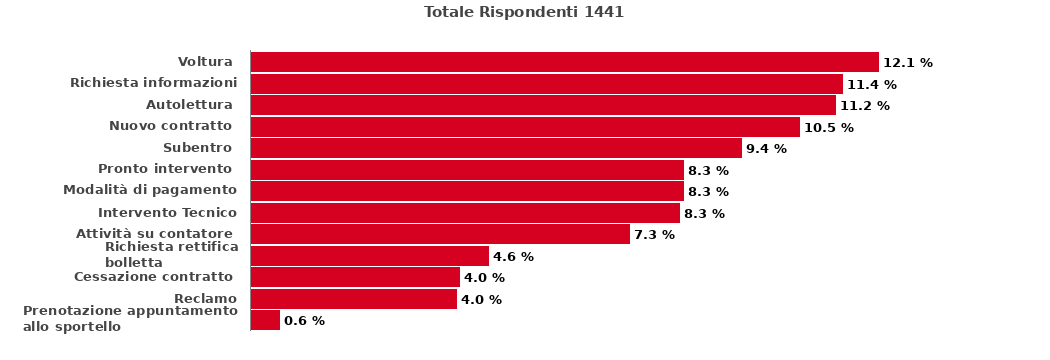 Totale Rispondenti 1441
Voltura 12.1 %
Richiesta informazioni 11.4 %
Autolettura 11.2 %
Nuovo contratto 10.5 %
Subentro 9.4 %
Pronto intervento 8.3 %
Modalità di pagamento 8.3 %
Intervento Tecnico 8.3 %
Attività su contatore 7.3 %
Richiesta rettifica
bolletta 4.6 %
Cessazione contratto 4.0 %
Reclamo 4.0 %
Prenotazione appuntamento
allo sportello 0.6 %